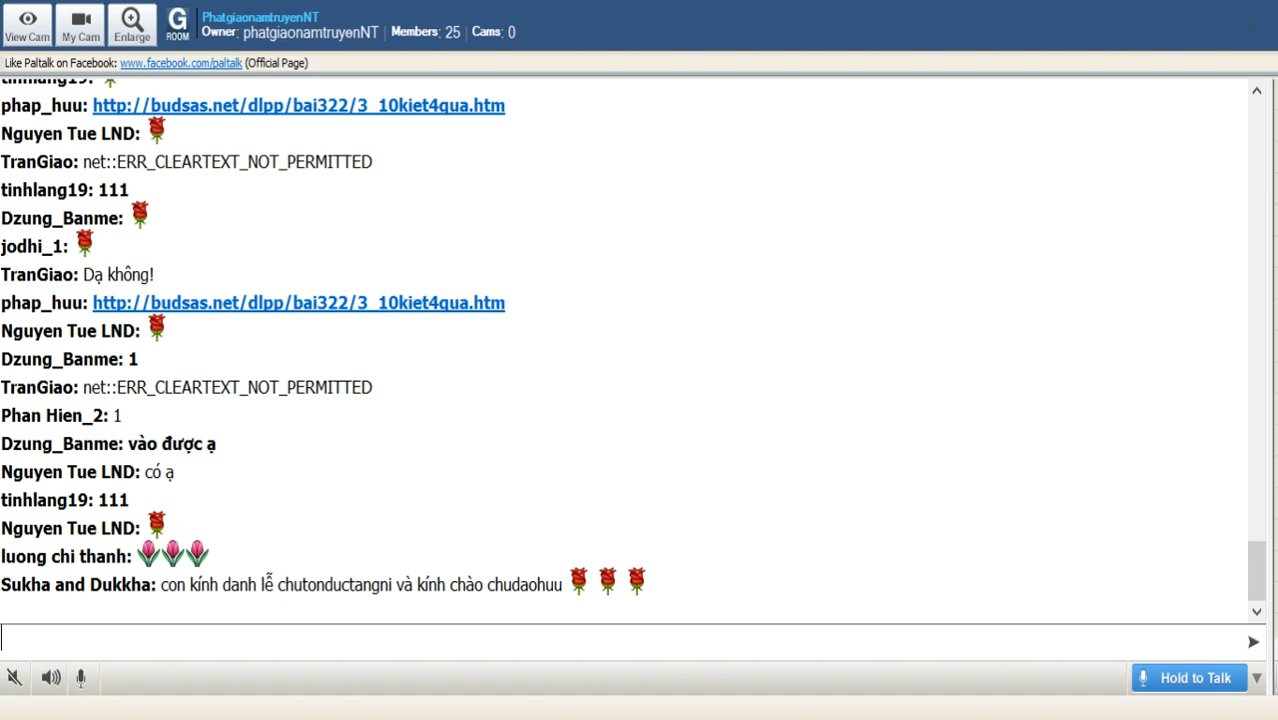 View Cam
My Cam
Enlarge
G ROOM
PhatgiaonamtruyenNT
Owner: phatgiaonamtruyenNT Members: 25 Cams: 0
Like Paltalk on Facebook: www.facebook.com/paltalk (Official Page)
tinhlang19:
phap_huu: http://budsas.net/dlpp/bai322/3_10kiet4qua.htm
Nguyen Tue LND:
TranGiao: net::ERR_CLEARTEXT_NOT_PERMITTED
tinhlang19: 111
Dzung_Banme:
jodhi_1:
TranGiao: Dạ không!
phap_huu: http://budsas.net/dlpp/bai322/3_10kiet4qua.htm
Nguyen Tue LND:
Dzung_Banme: 1
TranGiao: net::ERR_CLEARTEXT_NOT_PERMITTED
Phan Hien_2: 1
Dzung_Banme: vào được ạ
Nguyen Tue LND: có ạ
tinhlang19: 111
Nguyen Tue LND:
luong chi thanh:
Sukha and Dukkha: con kính danh lễ chutonductangni và kính chào chudaohuu
Hold to Talk